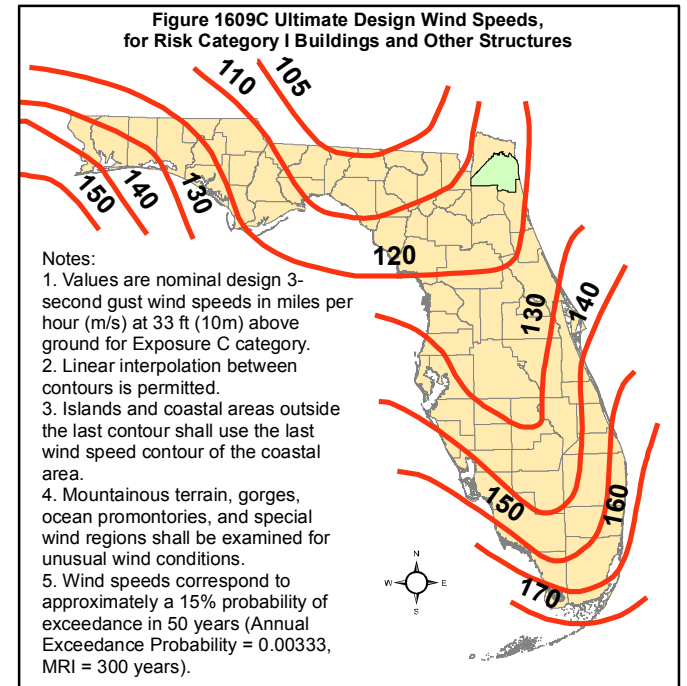 Figure 1609C Ultimate Design Wind Speeds,
for Risk Category I Buildings and Other Structures
105
110
150
140
130
120
Notes:
1. Values are nominal design 3-
second gust wind speeds in miles per
hour (m/s) at 33 ft (10m) above
ground for Exposure C category.
2. Linear interpolation between
contours is permitted.
3. Islands and coastal areas outside
the last contour shall use the last
wind speed contour of the coastal
area.
4. Mountainous terrain, gorges,
ocean promontories, and special
wind regions shall be examined for
unusual wind conditions.
5. Wind speeds correspond to
approximately a 15% probability of
exceedance in 50 years (Annual
Exceedance Probability = 0.00333,
MRI = 300 years).
130
140
150
160
170
N
W E
S